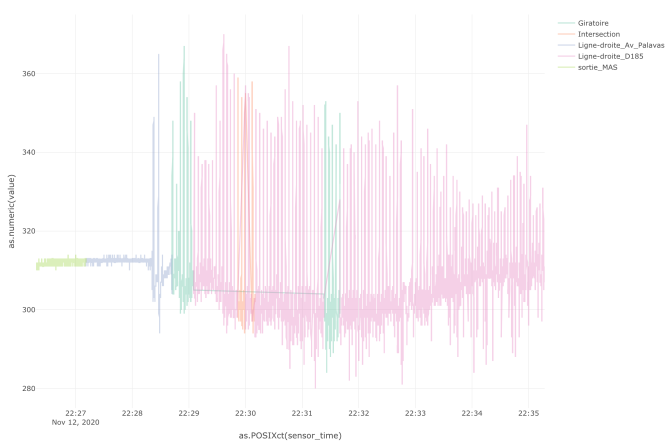 Giratoire
Intersection
Ligne-droite_Av_Palavas
Ligne-droite_D185
sortie_MAS
360
340
320
300
280
as.numeric(value)
22:27
22:28
22:29
22:30
22:31
22:32
22:33
22:34
22:35
Nov 12, 2020
as.POSIXct(sensor_time)